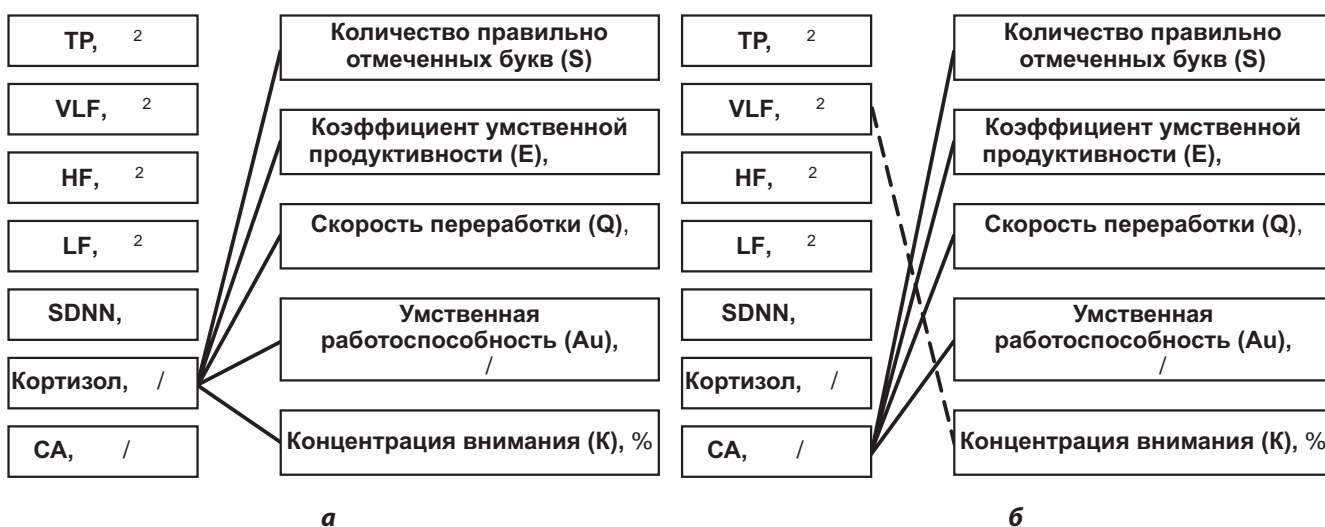 TP, 2
VLF, 2
HF, 2
LF, 2
SDNN,
Кортизол, /
СА, /
Количество правильно
отмеченных букв (S)
Коэффициент умственной
продуктивности (Е),
Скорость переработки (Q),
Умственная
работоспособность (Au),
/
Концентрация внимания (К), %
а
TP, 2
VLF, 2
HF, 2
LF, 2
SDNN,
Кортизол, /
СА, /
Количество правильно
отмеченных букв (S)
Коэффициент умственной
продуктивности (Е),
Скорость переработки (Q),
Умственная
работоспособность (Au),
/
Концентрация внимания (К), %
б